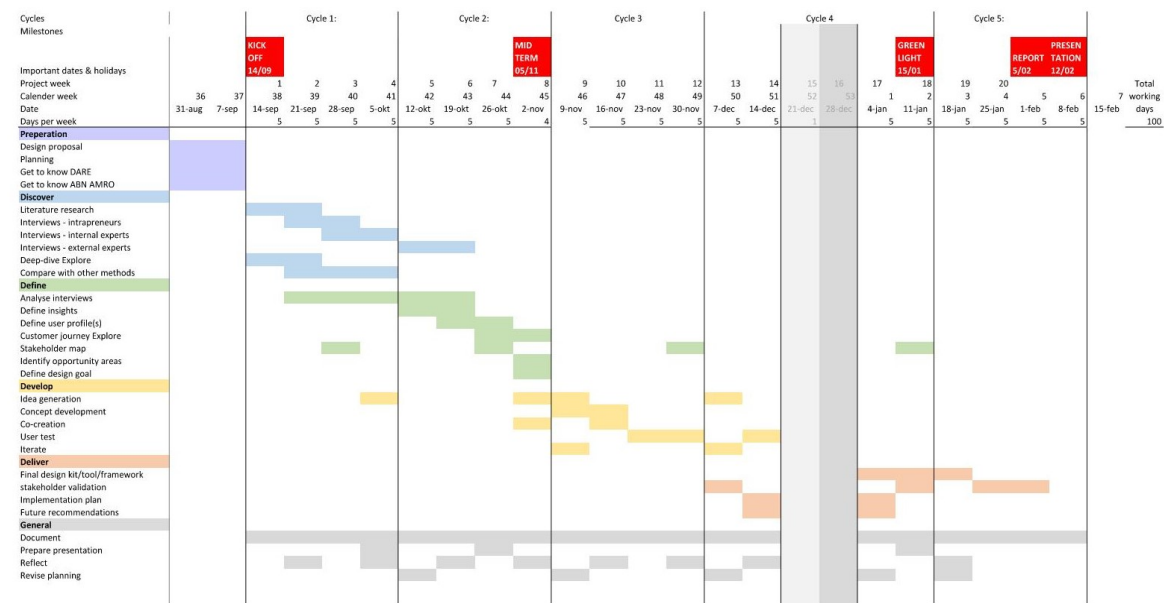 Cycles Cycle 1: Cycle 2: Cycle 3 Cycle 4 Cycle 5:
Milestones
KICK MID GREEN PRESEN
OFF TERM LIGHT REPORT TATION
Important dates & holidays 14/09 05/11 15/01 5/02 12/02
Project week 1 2 3 4 5 6 7 8 9 10 11 12 13 14 15 16 17 18 19 20 Total
Calender week 36 37 38 39 40 41 42 43 44 45 46 47 48 49 50 51 52 53 1 2 3 4 5 6 7 working
Date 31-aug 7-sep 14-sep 21-sep 28-sep 5-okt 12-okt 19-okt 26-okt 2-nov 9-nov 16-nov 23-nov 30-nov 7-dec 14-dec 21-dec 28-dec 4-jan 11-jan 18-jan 25-jan 1-feb 8-feb 15-feb days
Days per week 5 5 5 5 5 5 5 4 5 5 5 5 5 5 1 5 5 5 5 5 5 100
Preperation
Design proposal
Planning
Get to know DARE
Get to know ABN AMRO
Discover
Literature research
Interviews - intrapreneurs
Interviews - internal experts
Interviews - external experts
Deep-dive Explore
Compare with other methods
Define
Analyse interviews
Define insights
Define user profile(s)
Customer journey Explore
Stakeholder map
Identify opportunity areas
Define design goal
Develop
Idea generation
Concept development
Co-creation
User test
Iterate
Deliver
Final design kit/tool/framework
stakeholder validation
Implementation plan
Future recommendations
General
Document
Prepare presentation
Reflect
Revise planning